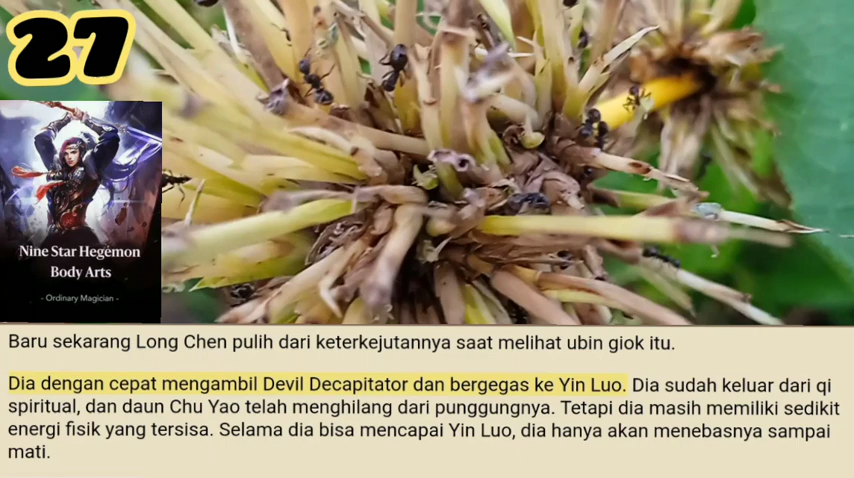 27
Nine Star Hegemon
Body Arts
- Ordinary Magician -
Baru sekarang Long Chen pulih dari keterkejutannya saat melihat ubin giok itu.
Dia dengan cepat mengambil Devil Decapitator dan bergegas ke Yin Luo. Dia sudah keluar dari qi
spiritual, dan daun Chu Yao telah menghilang dari punggungnya. Tetapi dia masih memiliki sedikit
energi fisik yang tersisa. Selama dia bisa mencapai Yin Luo, dia hanya akan menebasnya sampai
mati.